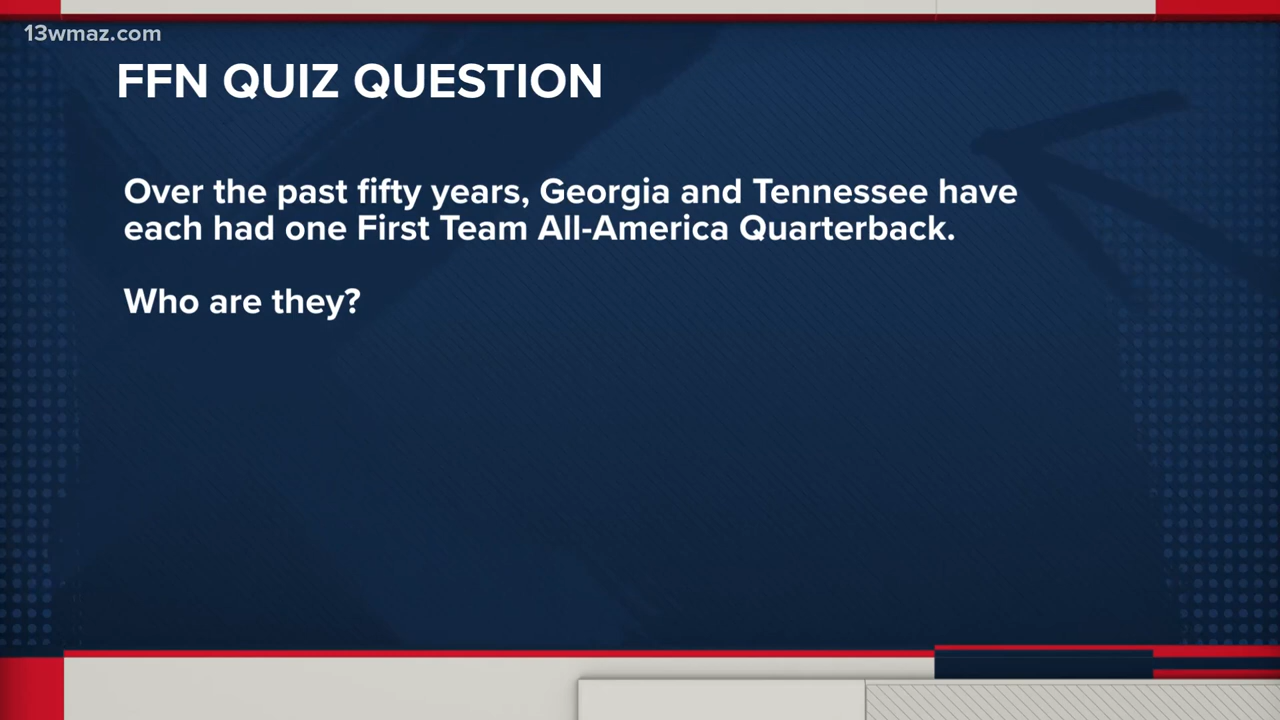 13wmaz.com
FFN QUIZ QUESTION
Over the past fifty years, Georgia and Tennessee have
each had one First Team All-America Quarterback.
Who are they?